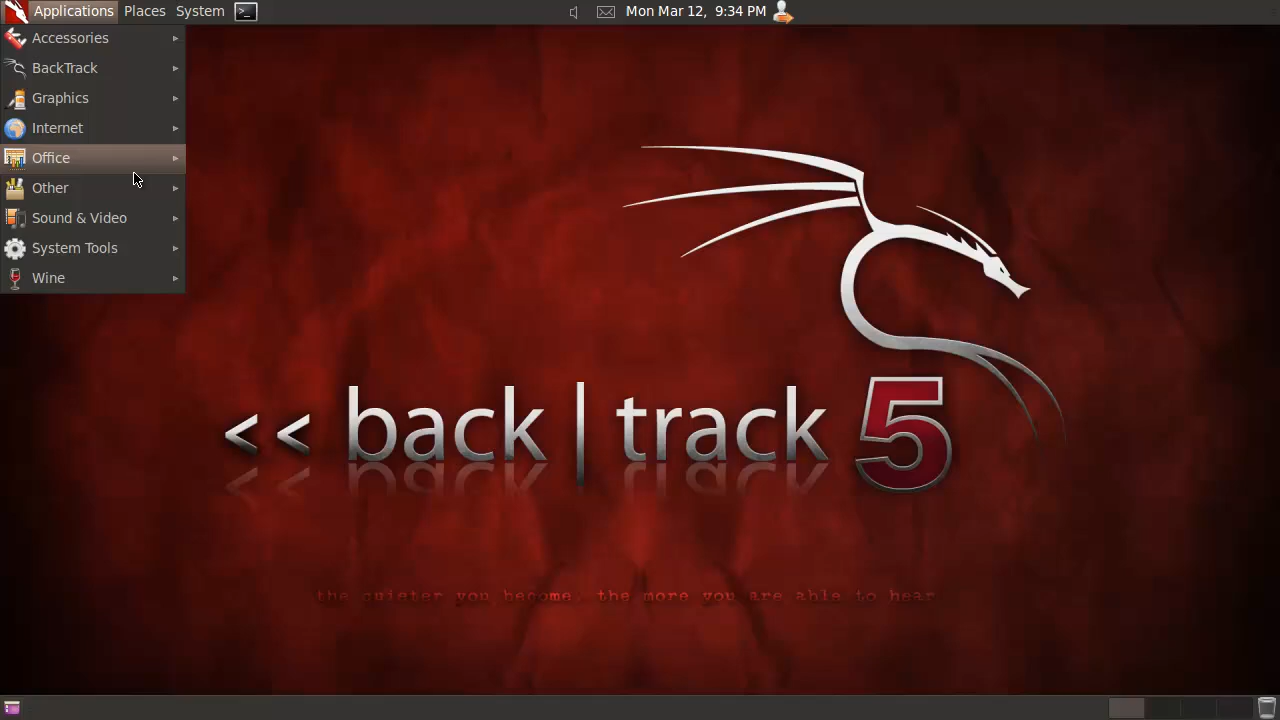 Applications Places System Mon Mar 12, 9:34 PM
Accessories
BackTrack
Graphics
Internet
Office
Other
Sound & Video
System Tools
Wine
<< back | track 5
the quieter you become, the more you are able to hear